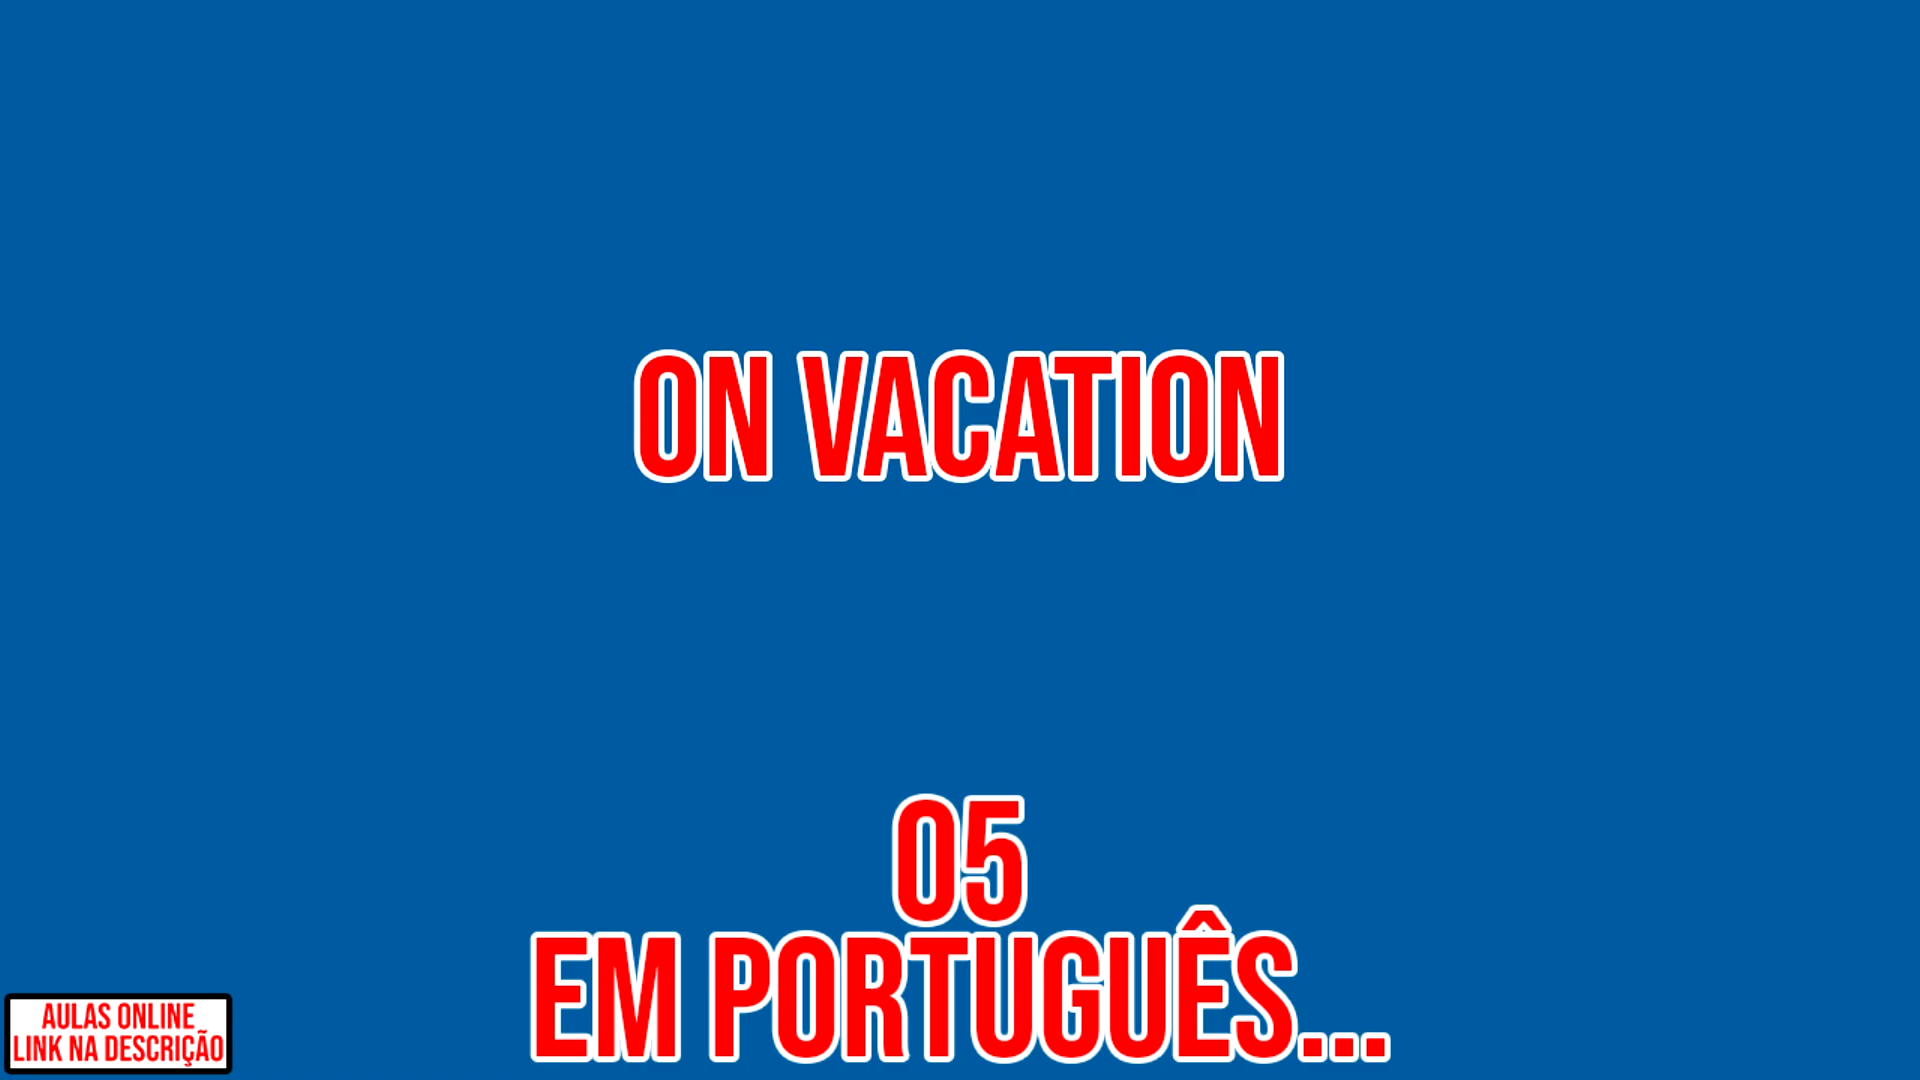 ON VACATION
05
EM PORTUGUÊS...
AULAS ONLINE
LINK NA DESCRIÇÃO